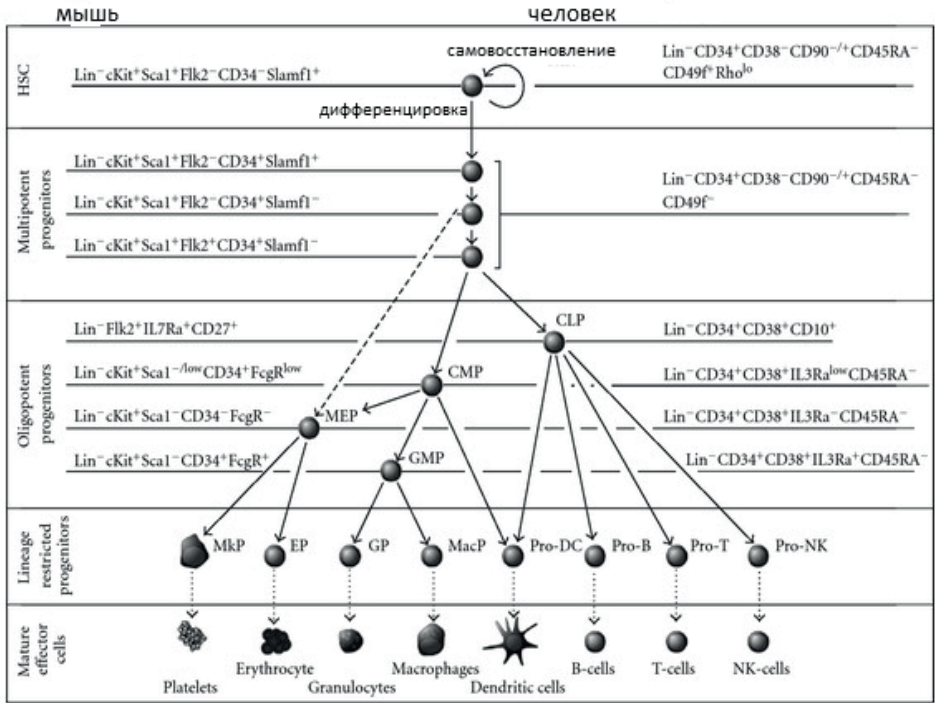 мышь
человек
HSC
самовосстановление
Lin⁻cKit⁺Sca1⁺Flk2⁻CD34⁻Slamf1⁺
Lin⁻CD34⁺CD38⁻CD90⁻/⁺CD45RA⁻
CD49f⁺Rhoˡᵒ
дифференцировка
Multipotent
progenitors
Lin⁻cKit⁺Sca1⁺Flk2⁻CD34⁺Slamf1⁺
Lin⁻cKit⁺Sca1⁺Flk2⁻CD34⁺Slamf1⁻
Lin⁻cKit⁺Sca1⁺Flk2⁺CD34⁺Slamf1⁻
Lin⁻CD34⁺CD38⁻CD90⁻/⁺CD45RA⁻
CD49f⁻
Oligopotent
progenitors
Lin⁻Flk2⁺IL7Ra⁺CD27⁺
CLP
Lin⁻CD34⁺CD38⁺CD10⁺
Lin⁻cKit⁺Sca1⁻/ˡᵒʷCD34⁺FcgRˡᵒʷ
CMP
Lin⁻CD34⁺CD38⁺IL3RaˡᵒʷCD45RA⁻
Lin⁻cKit⁺Sca1⁻CD34⁻FcgR⁻
MEP
Lin⁻CD34⁺CD38⁺IL3Ra⁻CD45RA⁻
Lin⁻cKit⁺Sca1⁻CD34⁺FcgR⁺
GMP
Lin⁻CD34⁺CD38⁺IL3Ra⁺CD45RA⁻
Lineage
restricted
progenitors
MkP
EP
GP
MacP
Pro-DC
Pro-B
Pro-T
Pro-NK
Mature
effector
cells
Platelets
Erythrocyte
Granulocytes
Macrophages
Dendritic cells
B-cells
T-cells
NK-cells